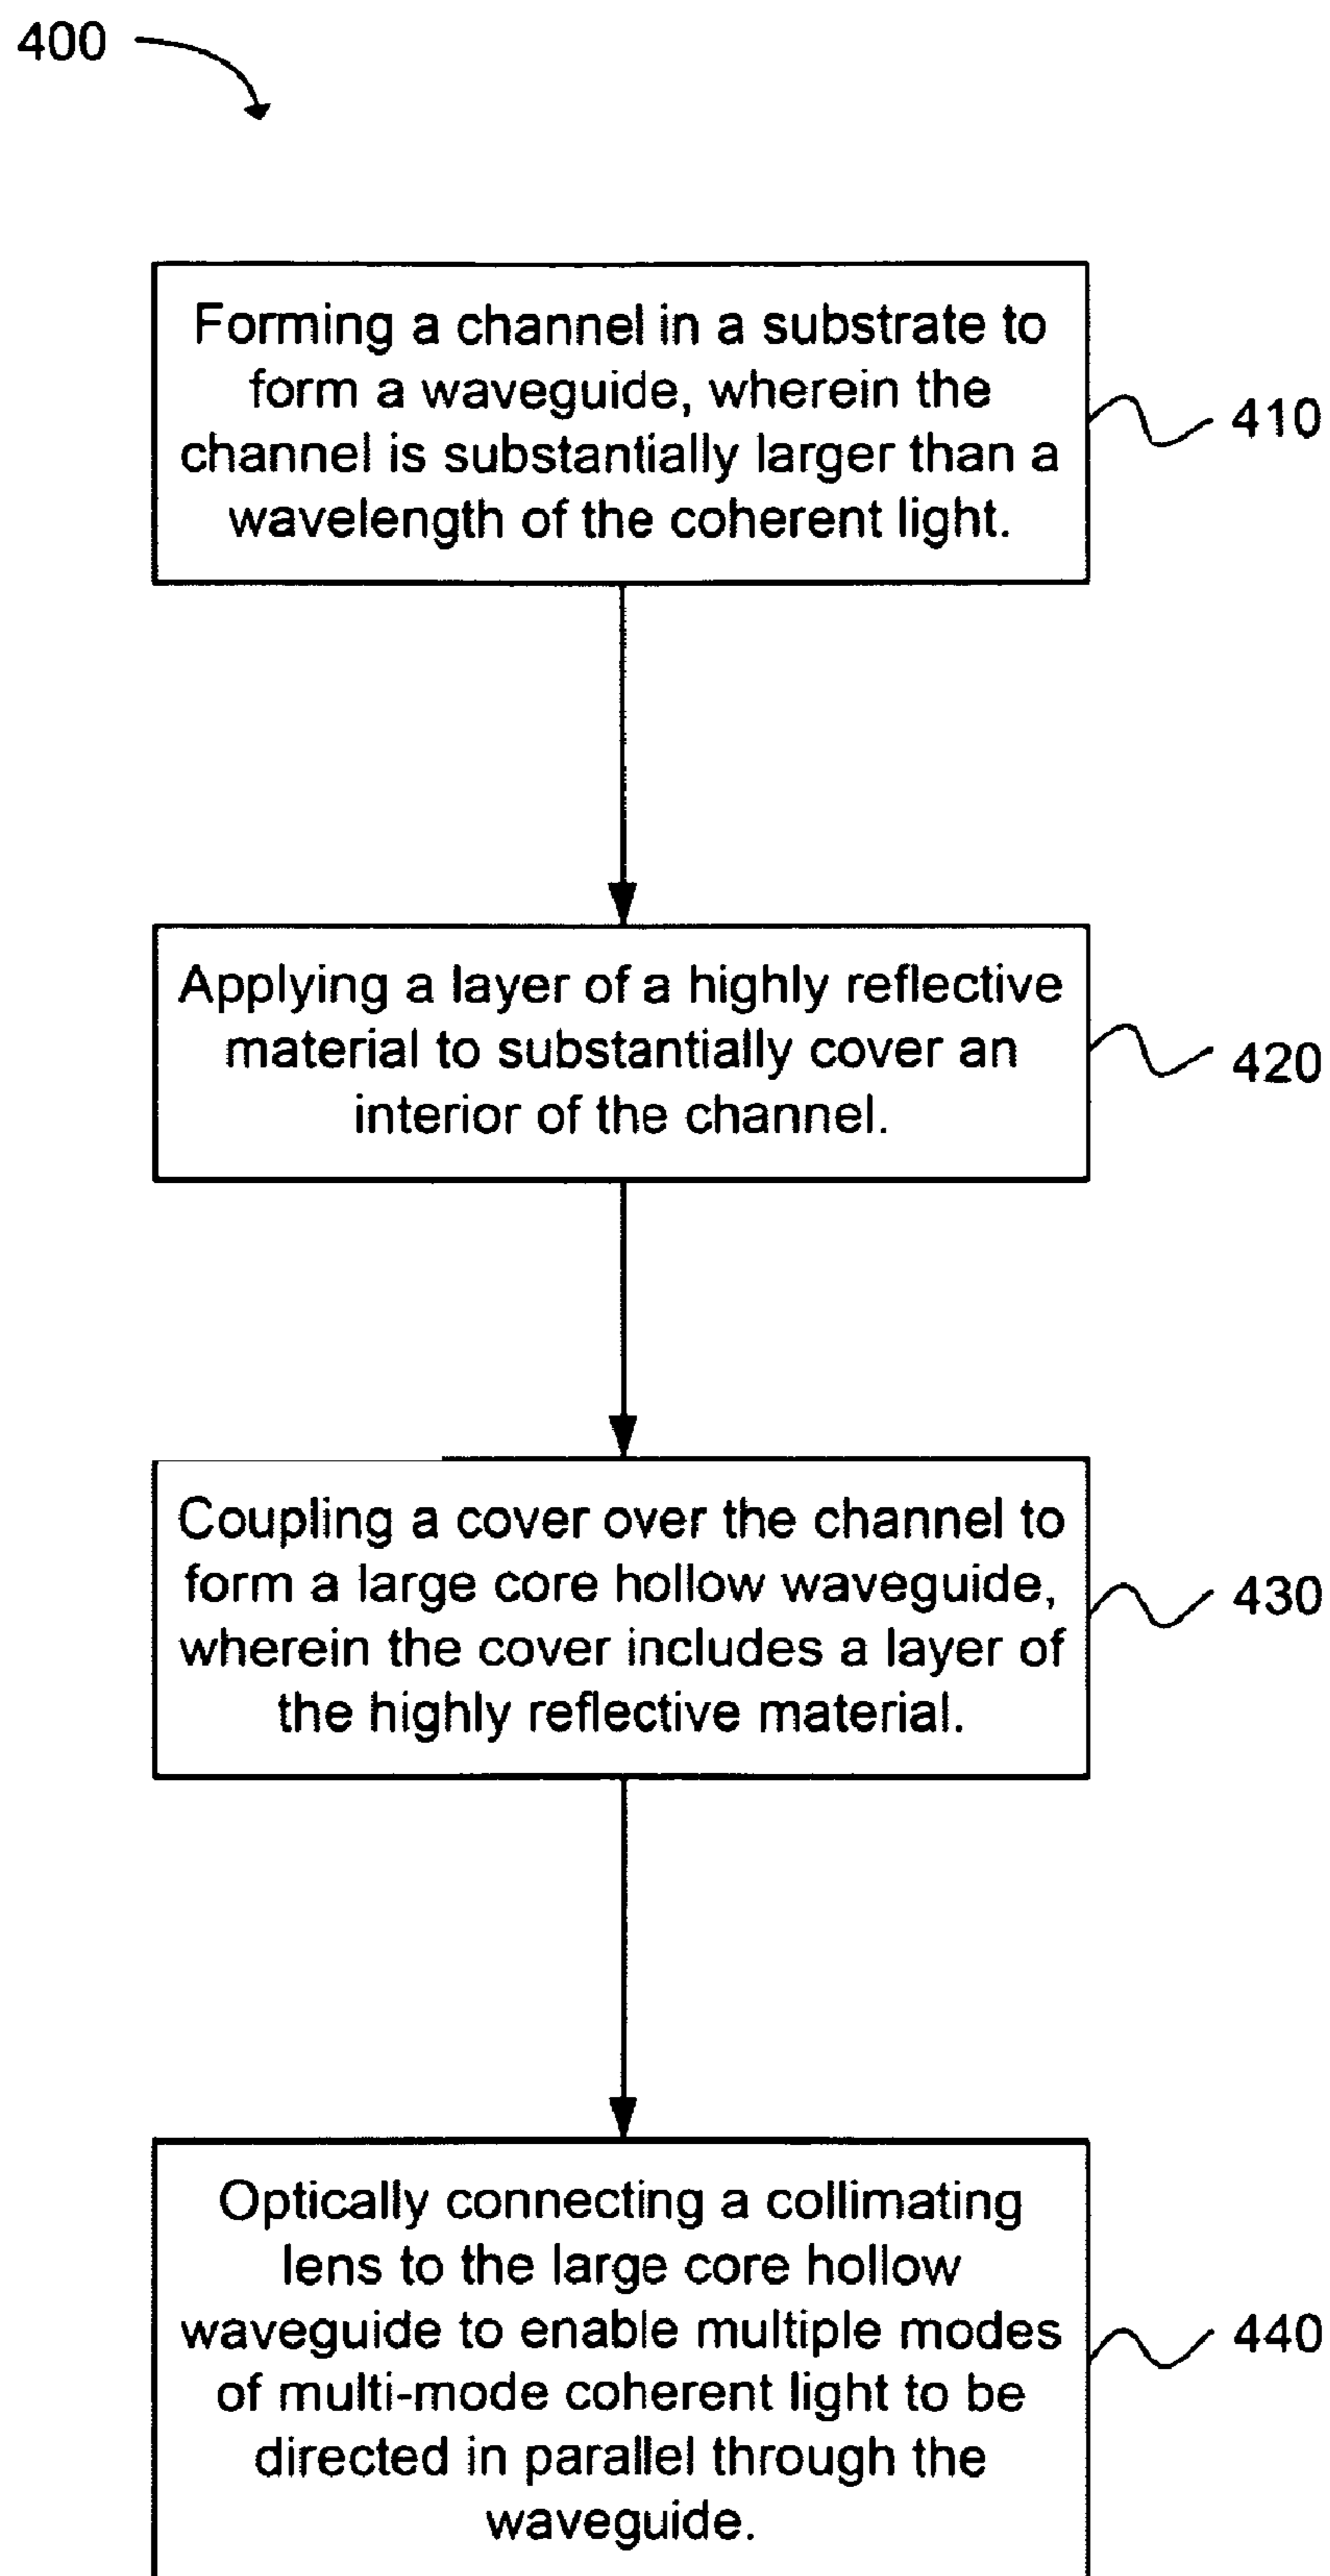 400
Forming a channel in a substrate to
form a waveguide, wherein the
channel is substantially larger than a
wavelength of the coherent light.
410
Applying a layer of a highly reflective
material to substantially cover an
interior of the channel.
420
Coupling a cover over the channel to
form a large core hollow waveguide,
wherein the cover includes a layer of
the highly reflective material.
430
Optically connecting a collimating
lens to the large core hollow
waveguide to enable multiple modes
of multi-mode coherent light to be
directed in parallel through the
waveguide.
440